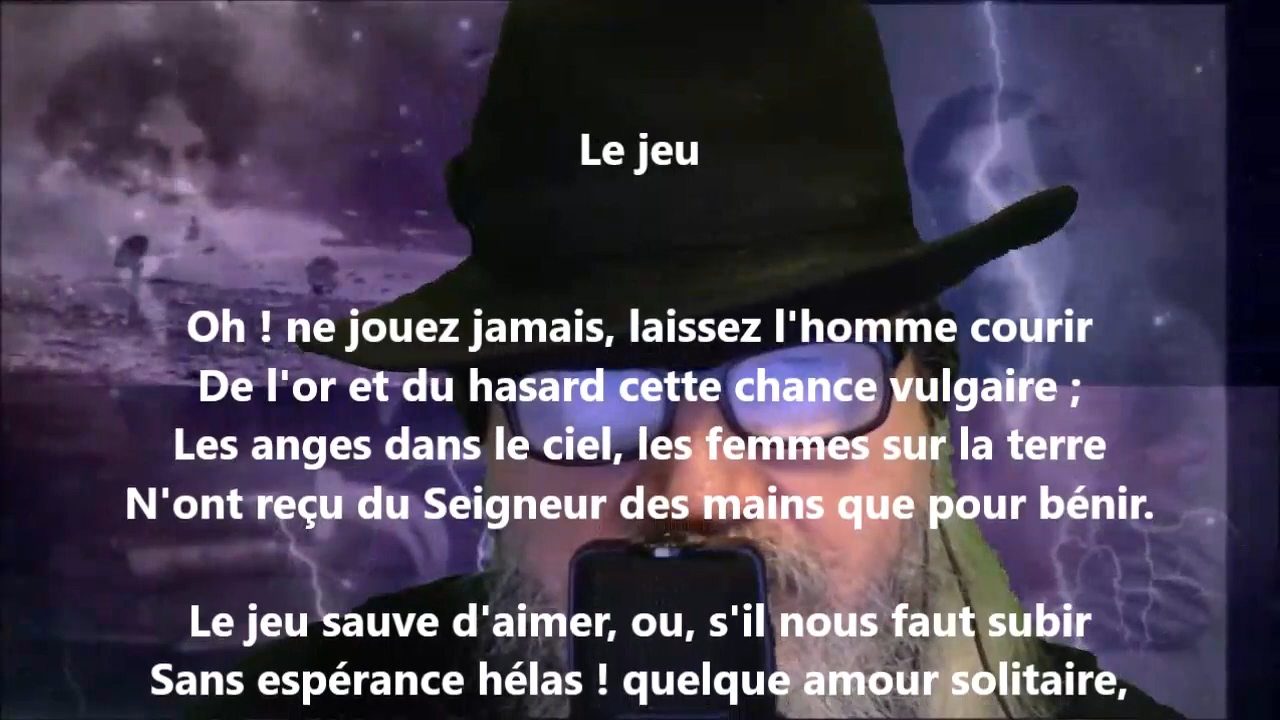 Le jeu
Oh ! ne jouez jamais, laissez l'homme courir
De l'or et du hasard cette chance vulgaire ;
Les anges dans le ciel, les femmes sur la terre
N'ont reçu du Seigneur des mains que pour bénir.
Le jeu sauve d'aimer, ou, s'il nous faut subir
Sans espérance hélas ! quelque amour solitaire,